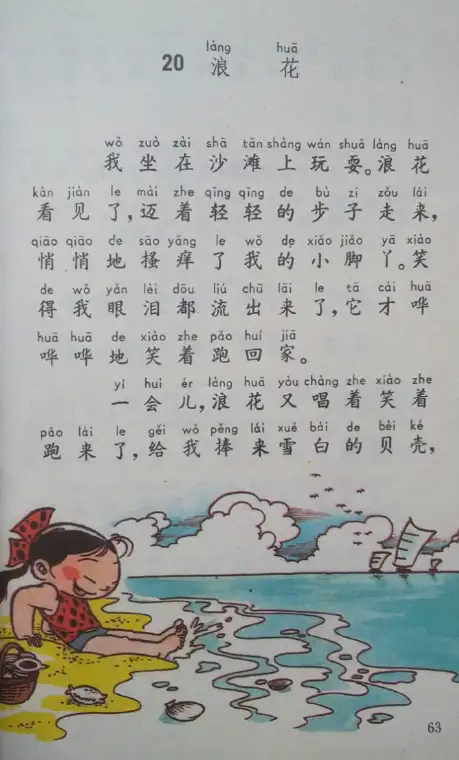 làng huā
20 浪 花
wǒ zuò zài shā tān shàng wán shuǎ làng huā
我 坐 在 沙 滩 上 玩 耍。浪 花
kàn jiàn le mài zhe qīng qīng de bù zi zǒu lái
看 见 了,迈 着 轻 轻 的 步 子 走 来,
qiāo qiāo de sāo yǎng le wǒ de xiǎo jiǎo yā xiào
悄 悄 地 搔 痒 了 我 的 小 脚 丫。笑
de wǒ yǎn lèi dōu liú chū lāi le tā cái huā
得 我 眼 泪 都 流 出 来 了,它 才 哗
huā huā de xiào zhe pǎo huí jiā
哗 哗 地 笑 着 跑 回 家。
yí huì ér làng huā yòu chàng zhe xiào zhe
一 会 儿,浪 花 又 唱 着 笑 着
pǎo lái le gěi wǒ pěng lái xuě bái de bèi ké
跑 来 了,给 我 捧 来 雪 白 的 贝 壳,
63